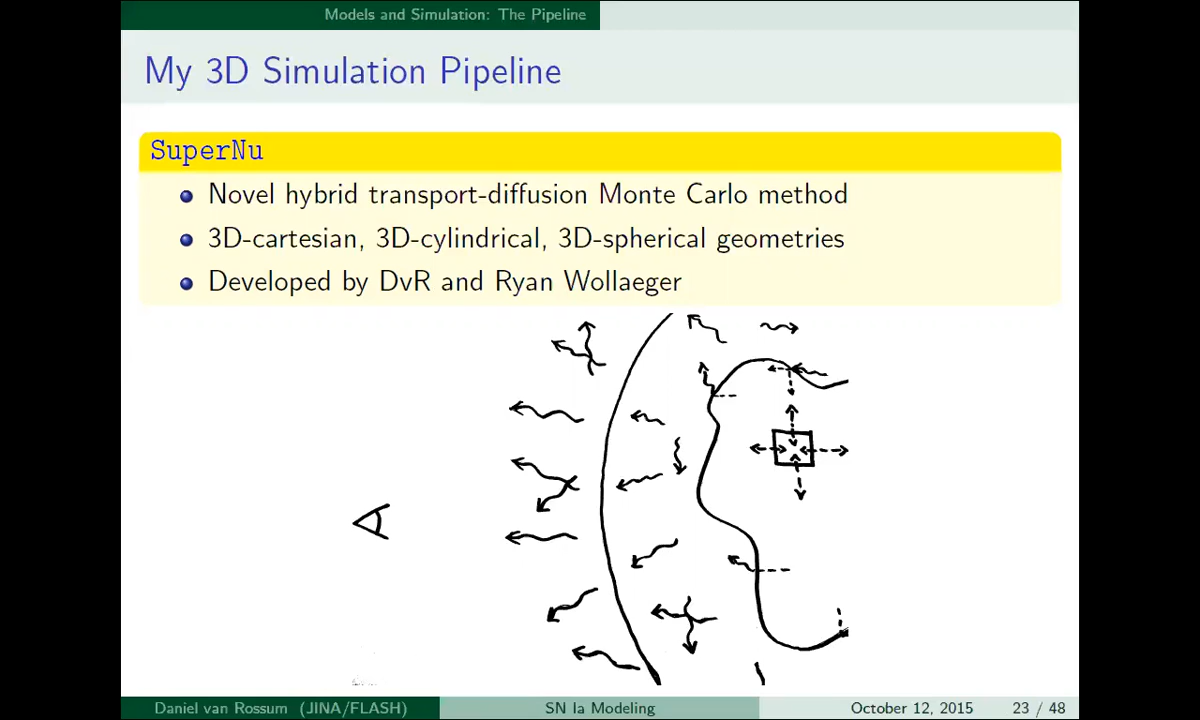 Models and Simulation: The Pipeline
My 3D Simulation Pipeline
SuperNu
Novel hybrid transport-diffusion Monte Carlo method
3D-cartesian, 3D-cylindrical, 3D-spherical geometries
Developed by DvR and Ryan Wollaeger
Daniel van Rossum (JINA/FLASH) SN Ia Modeling October 12, 2015 23 / 48